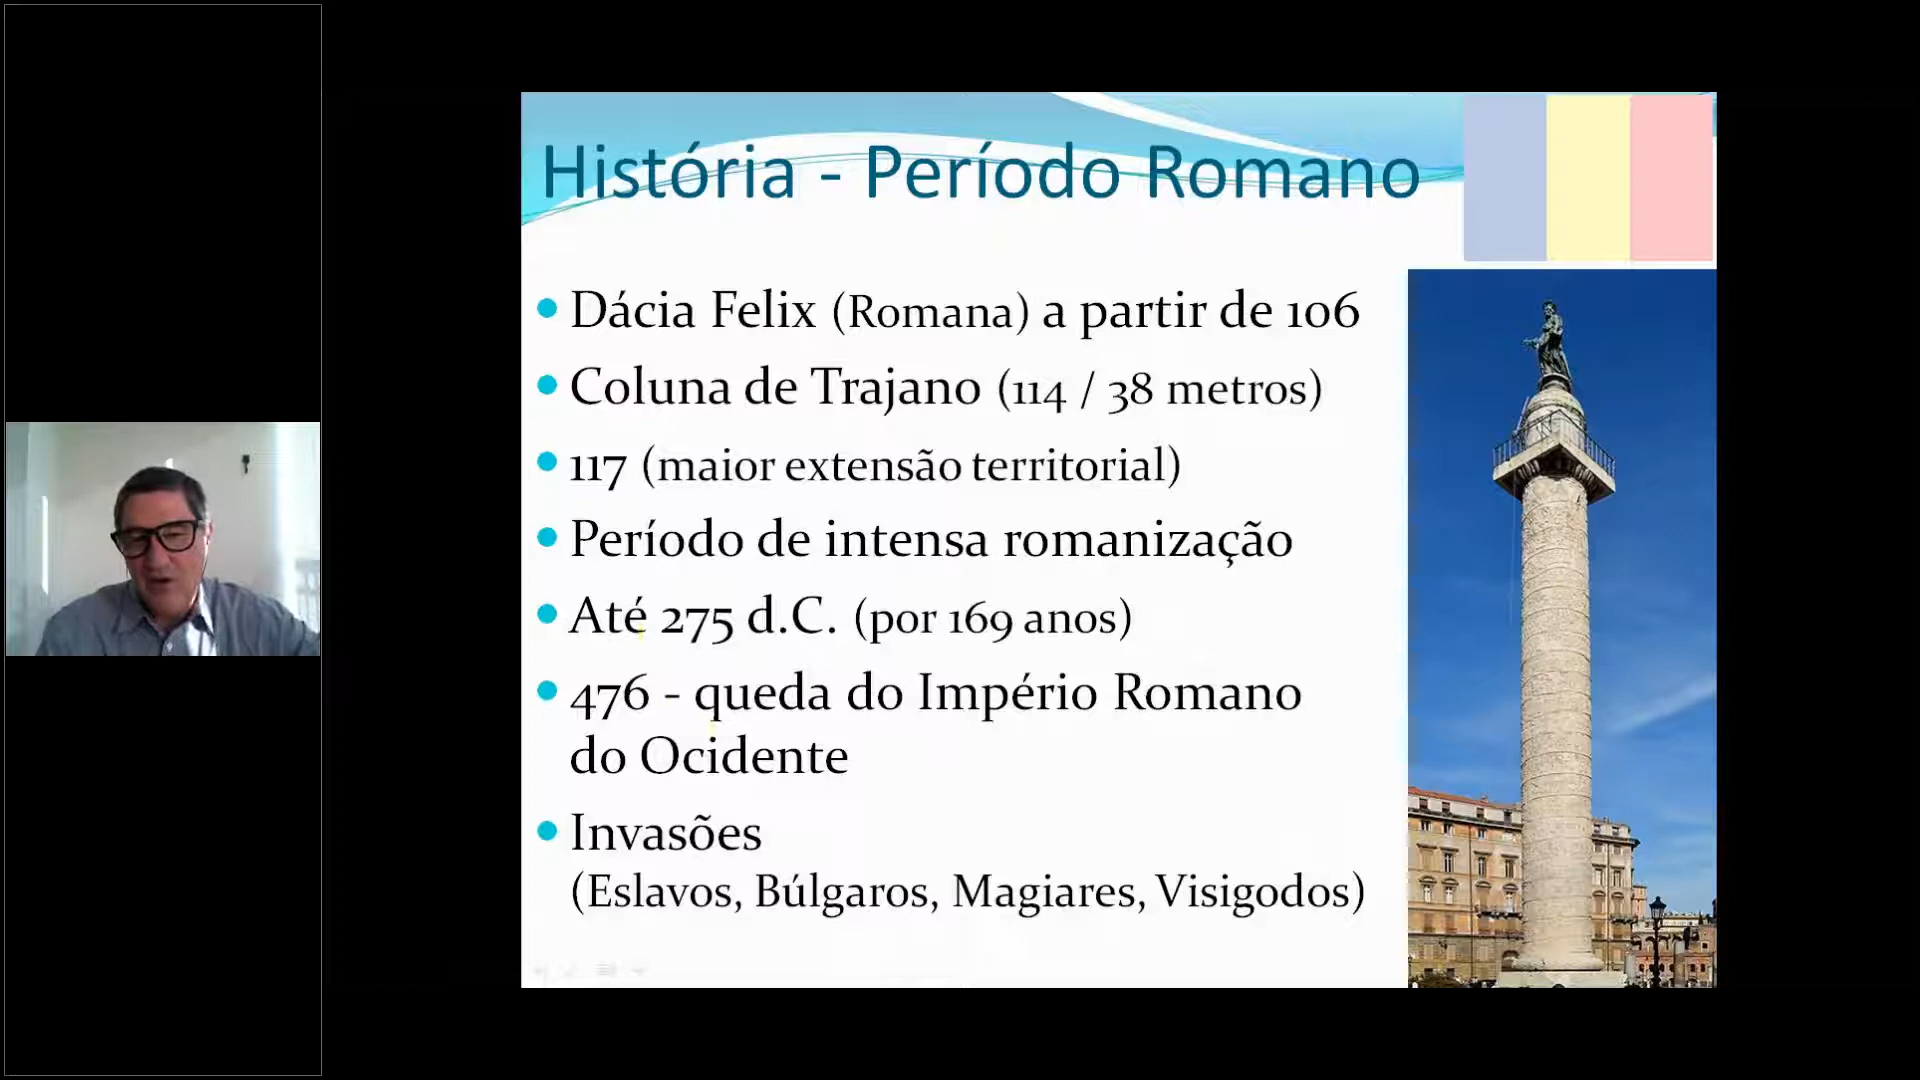 História - Período Romano
Dácia Felix (Romana) a partir de 106
Coluna de Trajano (114 / 38 metros)
117 (maior extensão territorial)
Período de intensa romanização
Até 275 d.C. (por 169 anos)
476 - queda do Império Romano
do Ocidente
Invasões
(Eslavos, Búlgaros, Magiares, Visigodos)